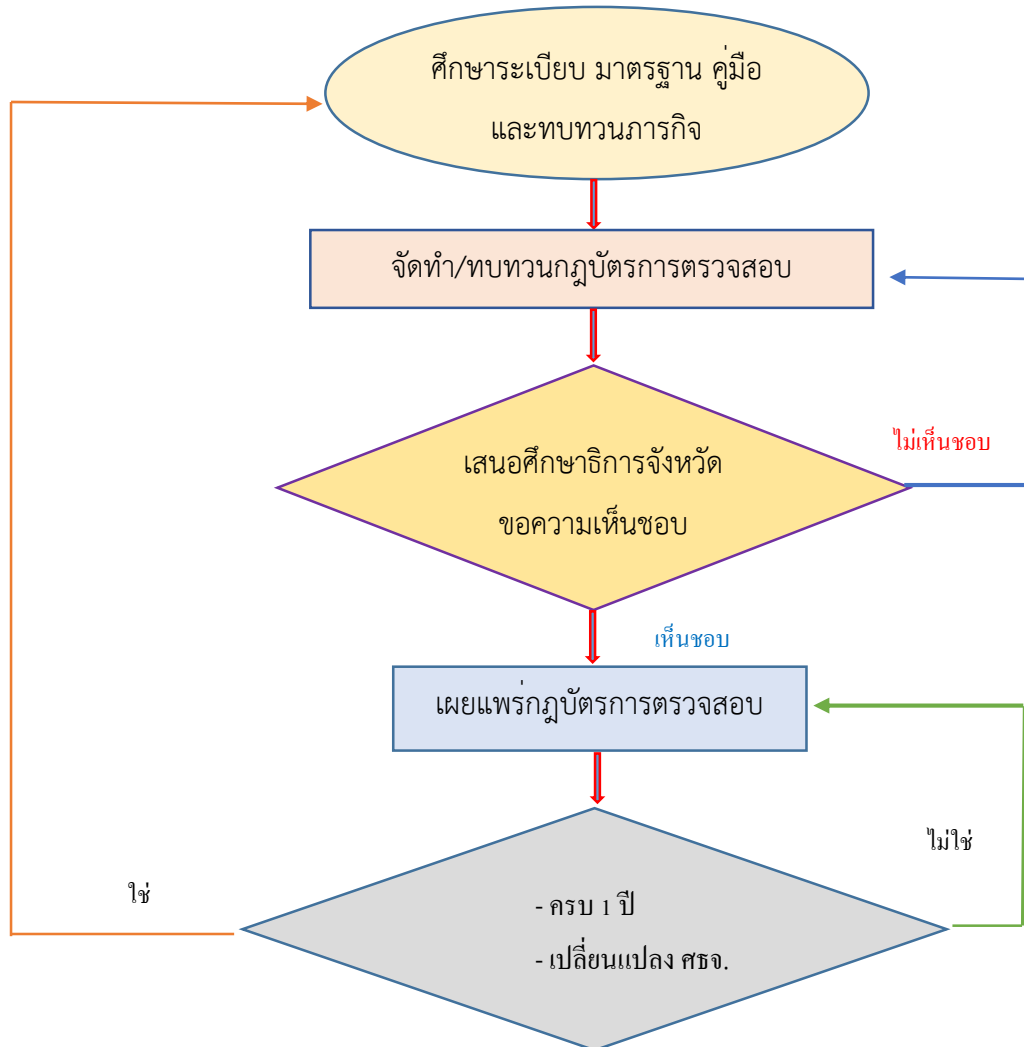 ศึกษาระเบียบ มาตรฐาน คู่มือ
และทบทวนภารกิจ
จัดทำ/ทบทวนกฎบัตรการตรวจสอบ
เสนอศึกษาธิการจังหวัด
ขอความเห็นชอบ
ไม่เห็นชอบ
เห็นชอบ
เผยแพร่กฎบัตรการตรวจสอบ
ไม่ใช่
ใช่
- ครบ 1 ปี
- เปลี่ยนแปลง ศธจ.